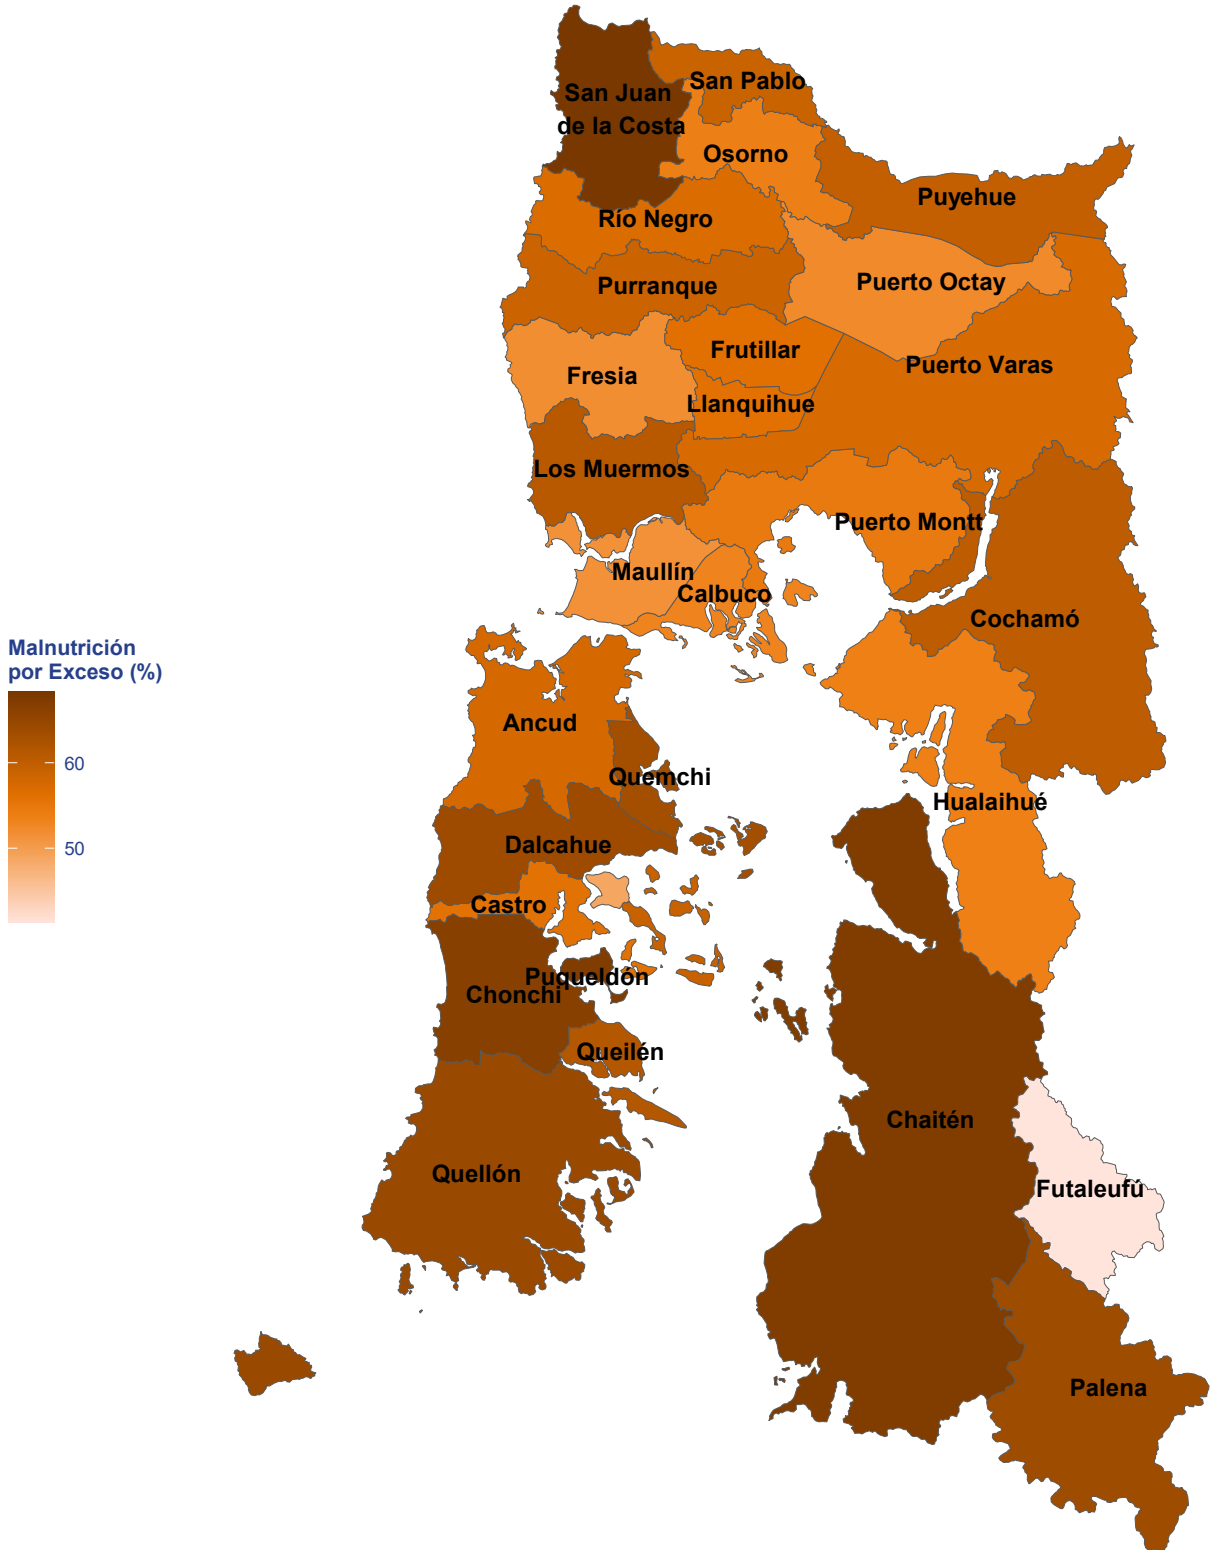 San Juan
de la Costa
San Pablo
Osorno
Puyehue
Río Negro
Purranque
Puerto Octay
Frutillar
Puerto Varas
Fresia
Llanquihue
Los Muermos
Puerto Montt
Maullín
Calbuco
Cochamó
Malnutrición
por Exceso (%)
60
50
Ancud
Quemchi
Hualaihué
Dalcahue
Castro
Puqueldón
Chonchi
Queilén
Chaitén
Quellón
Futaleufú
Palena